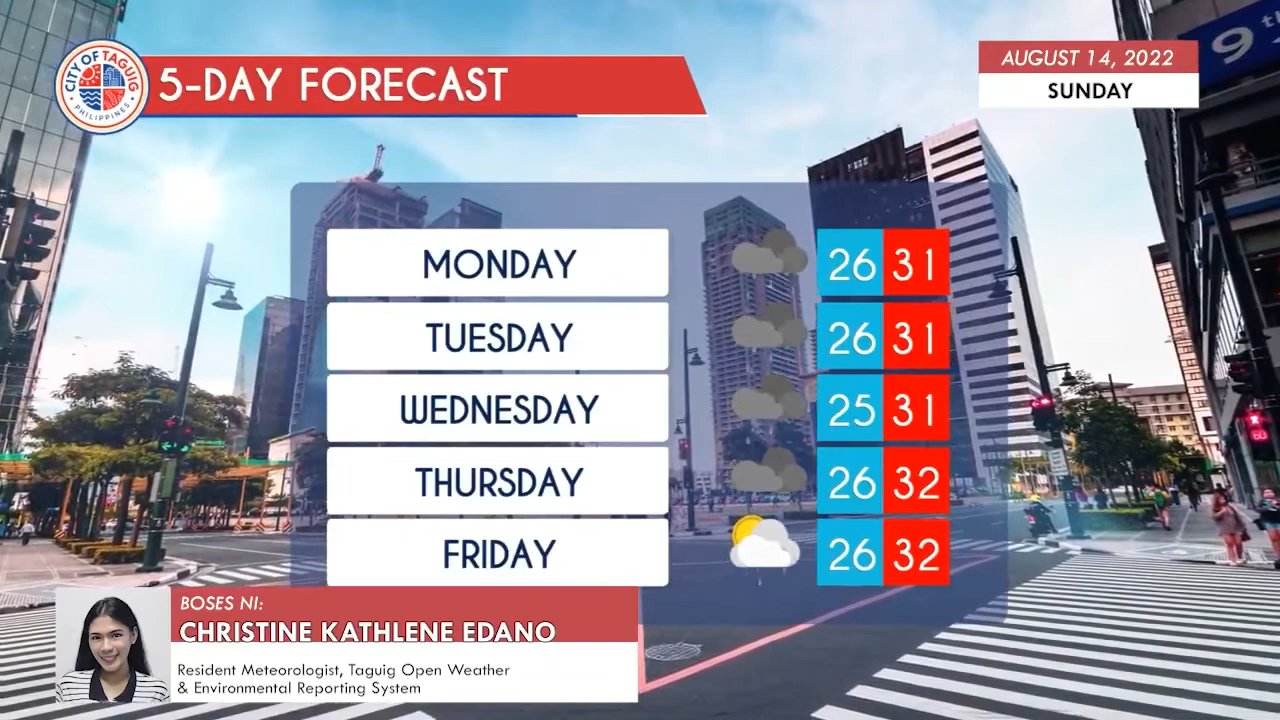 CITY OF TAGUIG
PHILIPPINES
5-DAY FORECAST
AUGUST 14, 2022
SUNDAY
9th
MONDAY
26 31
TUESDAY
26 31
WEDNESDAY
25 31
THURSDAY
26 32
FRIDAY
26 32
BOSES NI:
CHRISTINE KATHLENE EDANO
Resident Meteorologist, Taguig Open Weather
& Environmental Reporting System